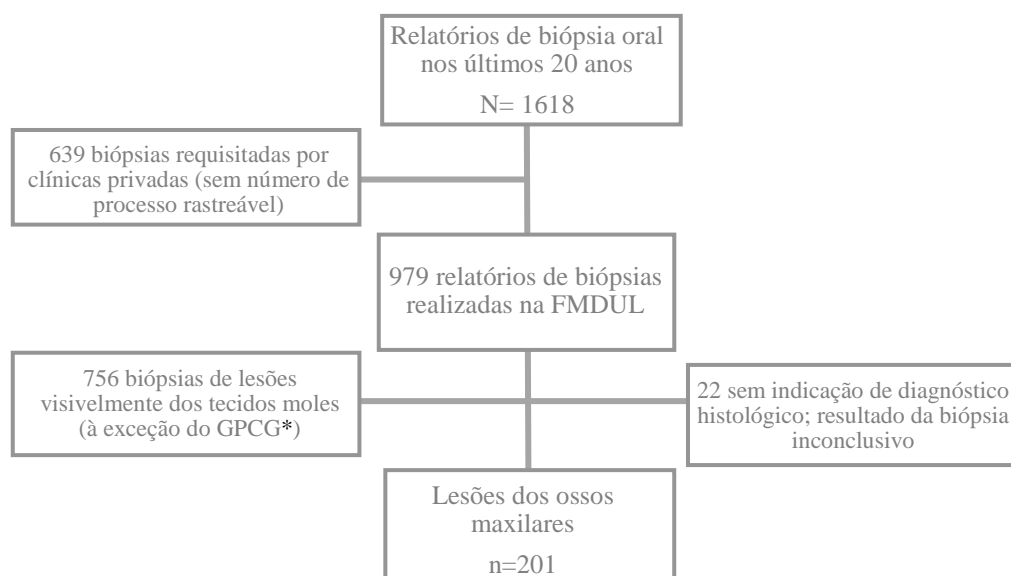 Relatórios de biópsia oral
nos últimos 20 anos
N= 1618
639 biópsias requisitadas por
clínicas privadas (sem número de
processo rastreável)
979 relatórios de biópsias
realizadas na FMDUL
756 biópsias de lesões
visivelmente dos tecidos moles
(à exceção do GPCG*)
22 sem indicação de diagnóstico
histológico; resultado da biópsia
inconclusivo
Lesões dos ossos
maxilares
n=201